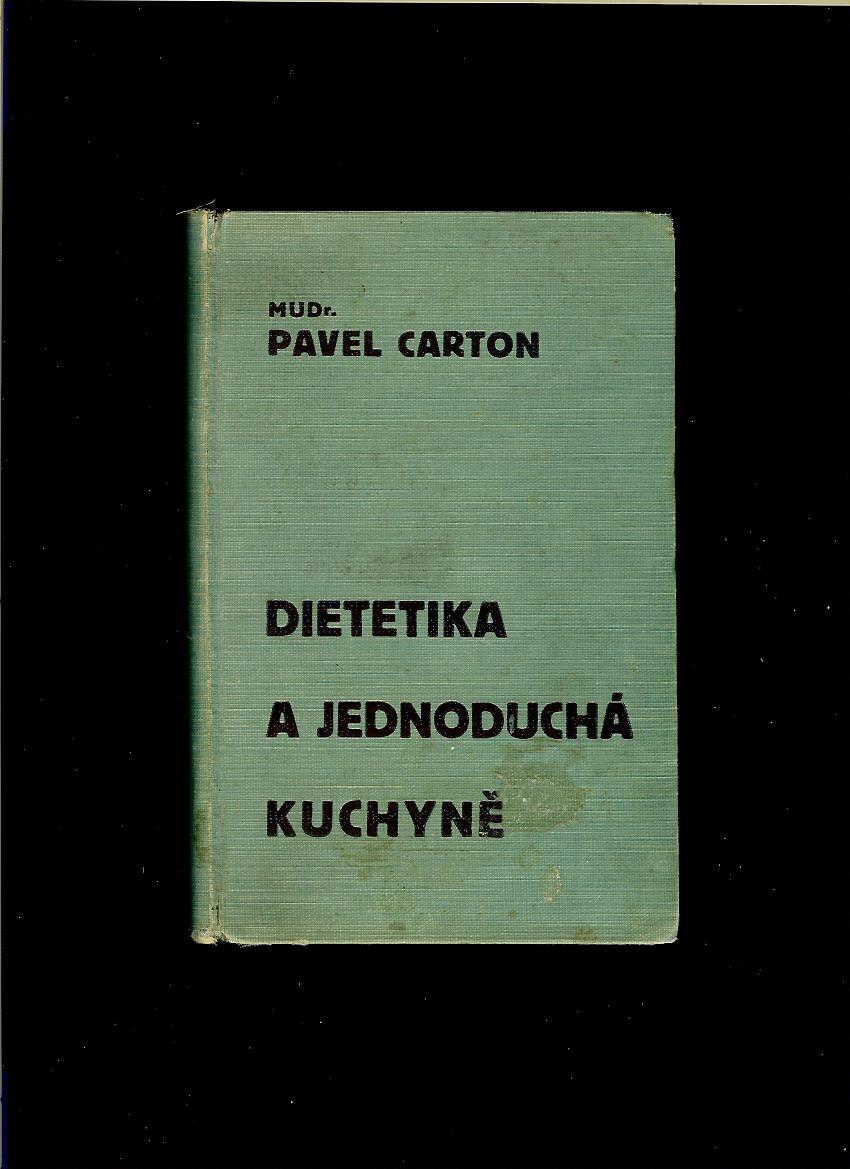 MUDr.
PAVEL CARTON
DIETETIKA
A JEDNODUCHÁ
KUCHYNĚ